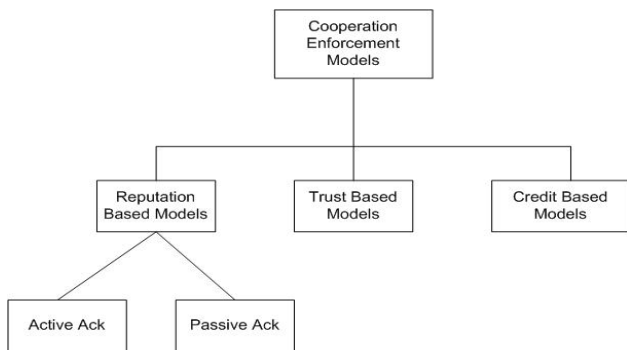 Cooperation
Enforcement
Models
Reputation
Based Models
Trust Based
Models
Credit Based
Models
Active Ack
Passive Ack